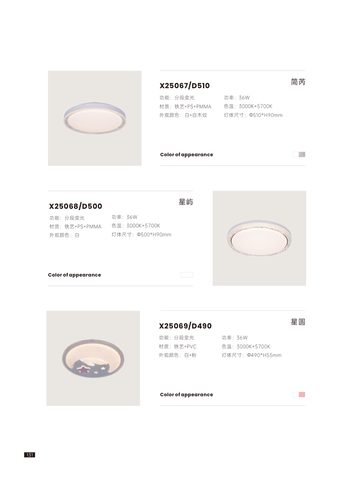 简芮
X25067/D510
功能：分段变光
功率：36W
材质：铁艺+PS+PMMA
色温：3000K+5700K
外观颜色：白+白木纹
灯体尺寸：Φ510*H90mm
Color of appearance
星屿
X25068/D500
功能：分段变光
功率：36W
材质：铁艺+PS+PMMA
色温：3000K+5700K
外观颜色：白
灯体尺寸：Φ500*H90mm
Color of appearance
星圆
X25069/D490
功能：分段变光
功率：36W
材质：铁艺+PVC
色温：3000K+5700K
外观颜色：白+粉
灯体尺寸：Φ490*H55mm
Color of appearance
151